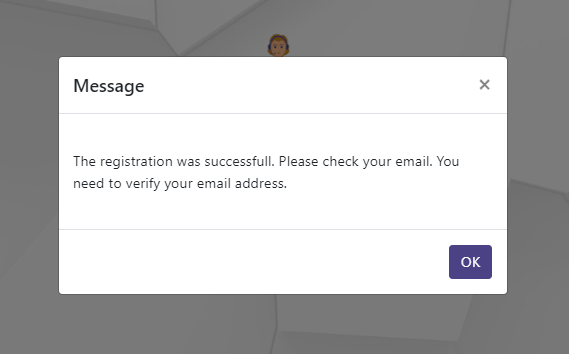 Message
×
The registration was successfull. Please check your email. You
need to verify your email address.
OK